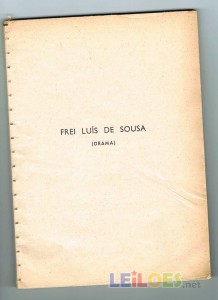 FREI LUÍS DE SOUSA
(DRAMA)
LEILOES.net